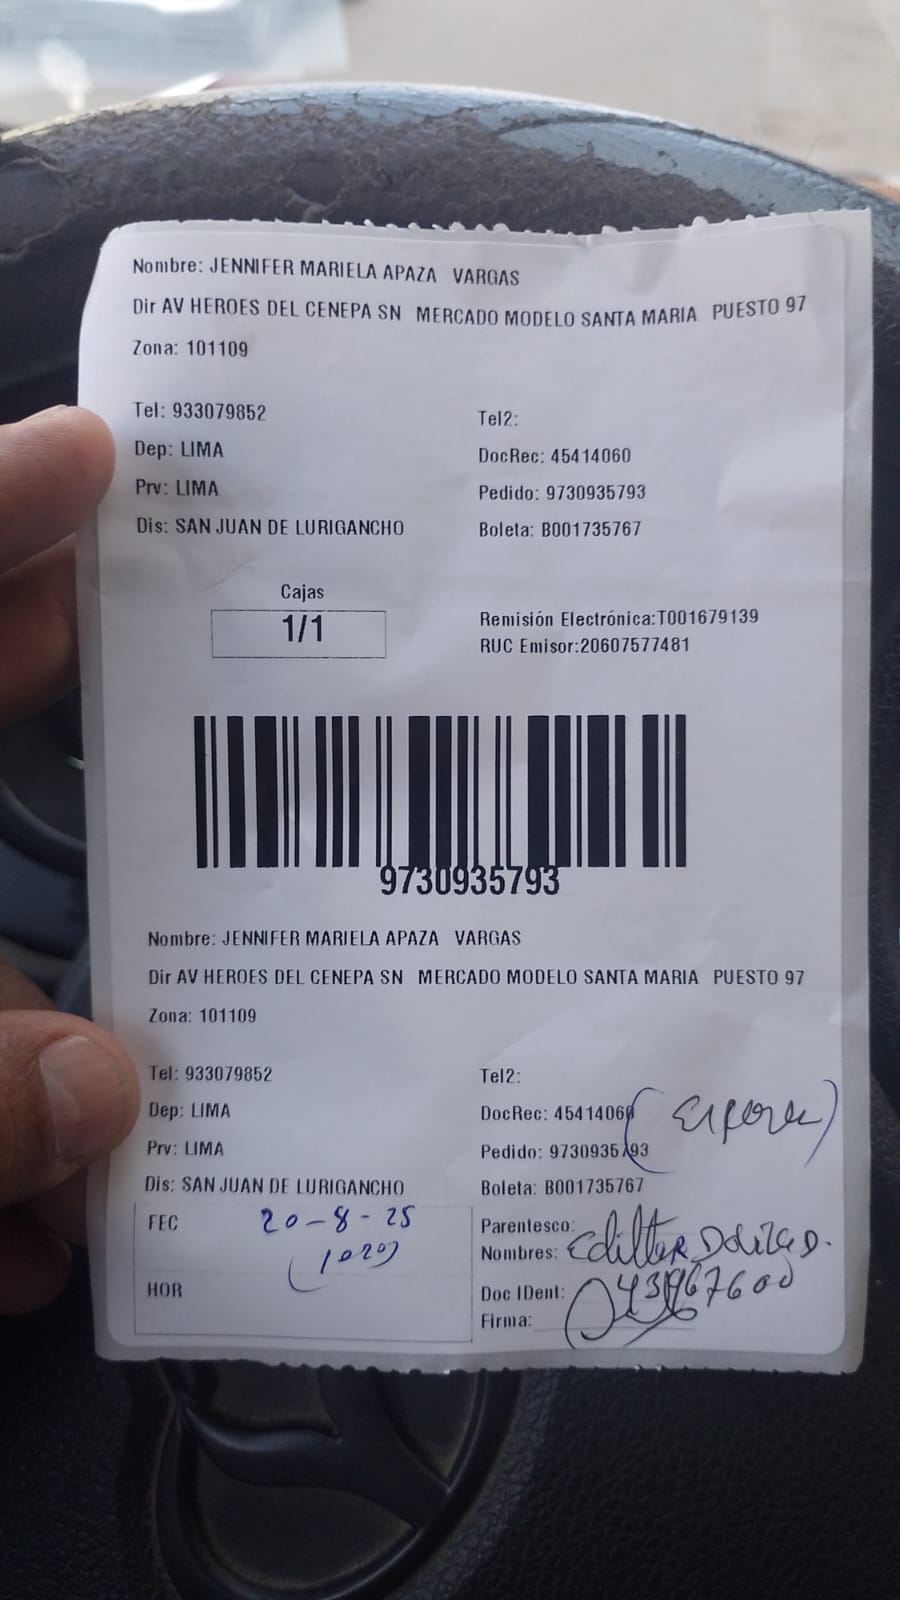 Nombre: JENNIFER MARIELA APAZA VARGAS
Dir AV HEROES DEL CENEPA SN MERCADO MODELO SANTA MARIA PUESTO 97
Zona: 101109
Tel: 933079852
Tel2:
Dep: LIMA
DocRec: 45414060
Prv: LIMA
Pedido: 9730935793
Dis: SAN JUAN DE LURIGANCHO
Boleta: B001735767
Cajas
1/1
Remisión Electrónica:T001679139
RUC Emisor:20607577481
9730935793
Nombre: JENNIFER MARIELA APAZA VARGAS
Dir AV HEROES DEL CENEPA SN MERCADO MODELO SANTA MARIA PUESTO 97
Zona: 101109
Tel: 933079852
Tel2:
Dep: LIMA
DocRec: 45414060
Prv: LIMA
Pedido: 9730935793
Dis: SAN JUAN DE LURIGANCHO
Boleta: B001735767
FEC 20-8-25
(1020)
HOR
Parentesco:
Nombres:
Doc IDent:
Firma: